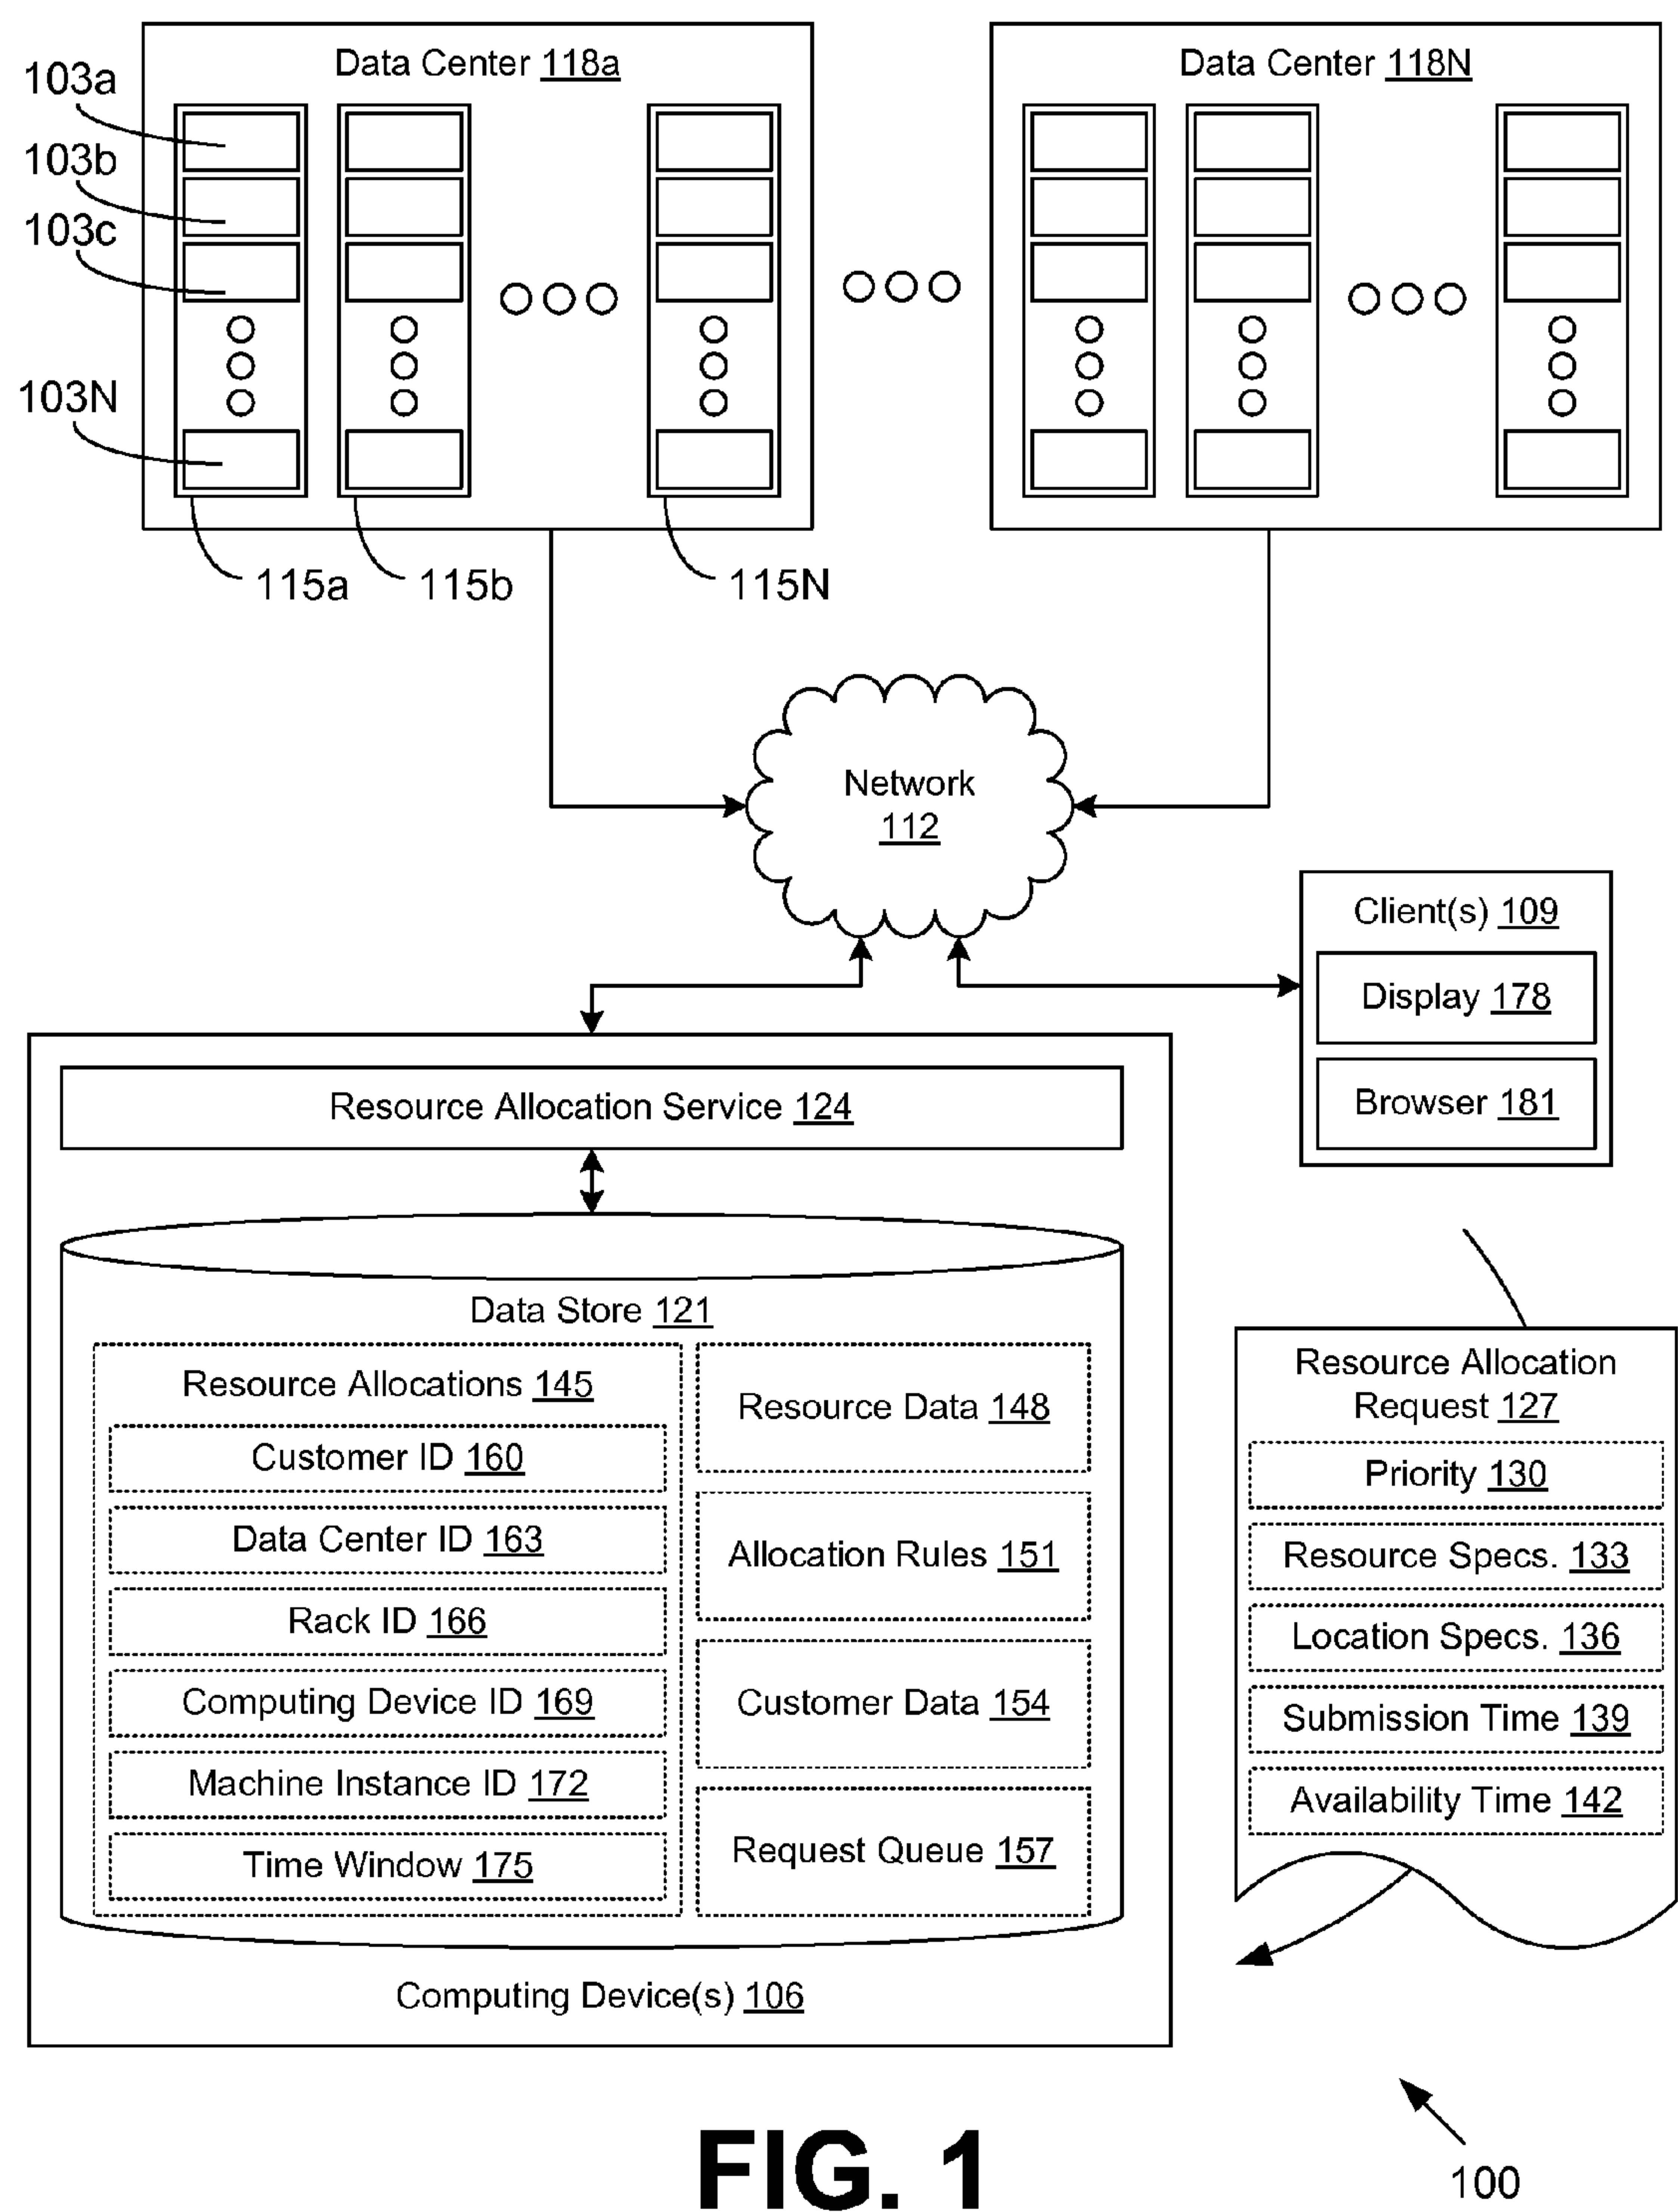 Data Center 118a
Data Center 118N
103a
103b
103c
103N
115a
115b
115N
Network
112
Client(s) 109
Display 178
Browser 181
Resource Allocation Service 124
Data Store 121
Resource Allocations 145
Customer ID 160
Data Center ID 163
Rack ID 166
Computing Device ID 169
Machine Instance ID 172
Time Window 175
Resource Data 148
Allocation Rules 151
Customer Data 154
Request Queue 157
Computing Device(s) 106
Resource Allocation
Request 127
Priority 130
Resource Specs. 133
Location Specs. 136
Submission Time 139
Availability Time 142
100
FIG. 1